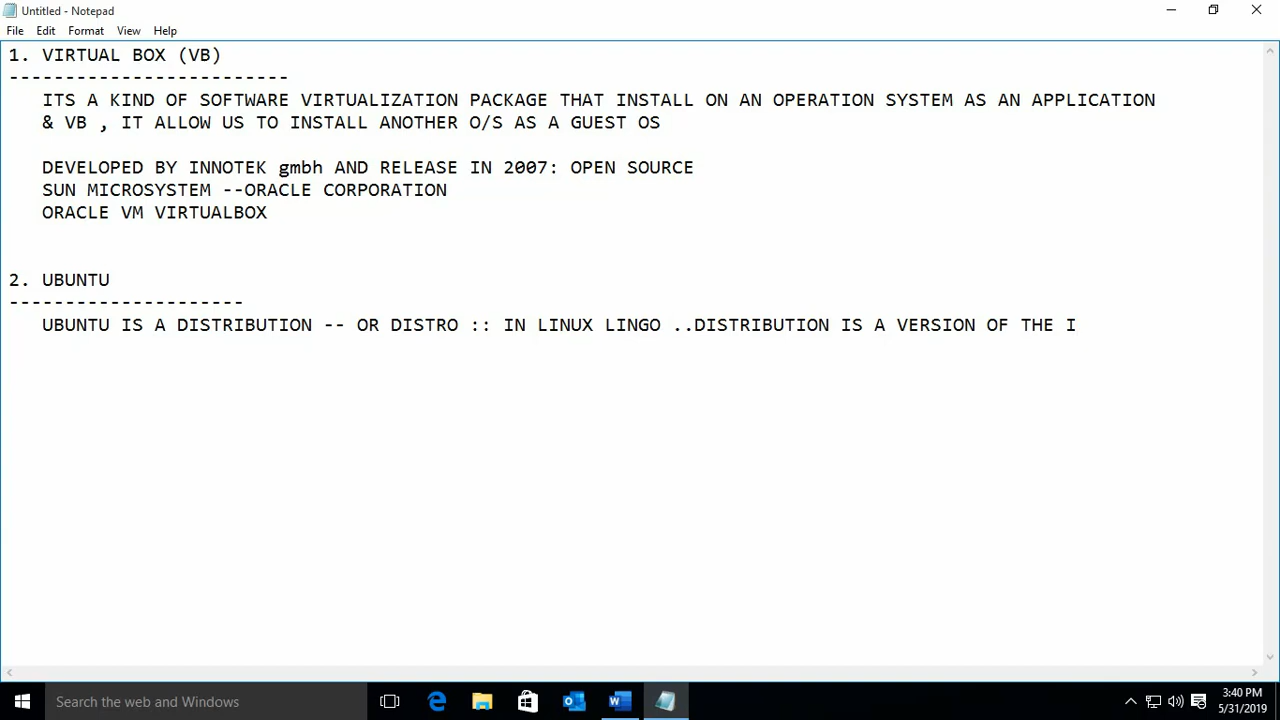 Untitled - Notepad
File Edit Format View Help
1. VIRTUAL BOX (VB)
-------------------------
ITS A KIND OF SOFTWARE VIRTUALIZATION PACKAGE THAT INSTALL ON AN OPERATION SYSTEM AS AN APPLICATION
& VB , IT ALLOW US TO INSTALL ANOTHER O/S AS A GUEST OS
DEVELOPED BY INNOTEK gmbh AND RELEASE IN 2007: OPEN SOURCE
SUN MICROSYSTEM --ORACLE CORPORATION
ORACLE VM VIRTUALBOX
2. UBUNTU
---------------------
UBUNTU IS A DISTRIBUTION -- OR DISTRO :: IN LINUX LINGO ..DISTRIBUTION IS A VERSION OF THE I
Search the web and Windows
3:40 PM
5/31/2019